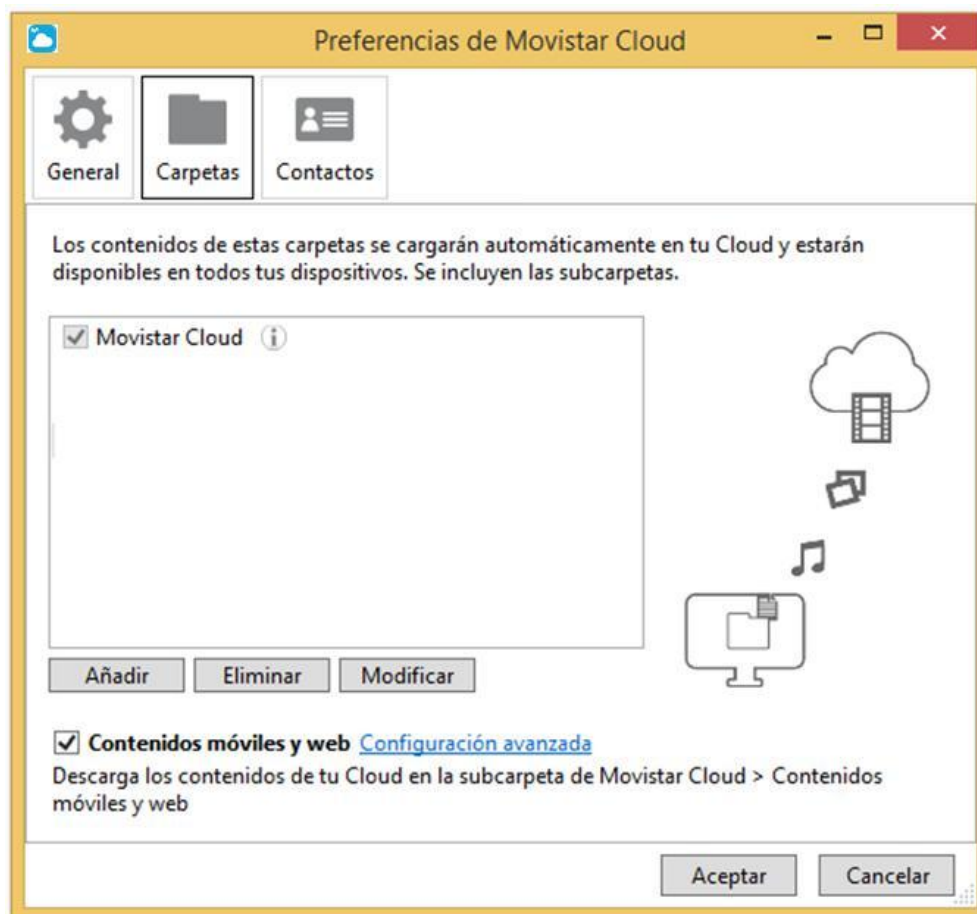 Preferencias de Movistar Cloud
General
Carpetas
Contactos
Los contenidos de estas carpetas se cargarán automáticamente en tu Cloud y estarán
disponibles en todos tus dispositivos. Se incluyen las subcarpetas.
Movistar Cloud
Añadir
Eliminar
Modificar
Contenidos móviles y web Configuración avanzada
Descarga los contenidos de tu Cloud en la subcarpeta de Movistar Cloud > Contenidos
móviles y web
Aceptar
Cancelar